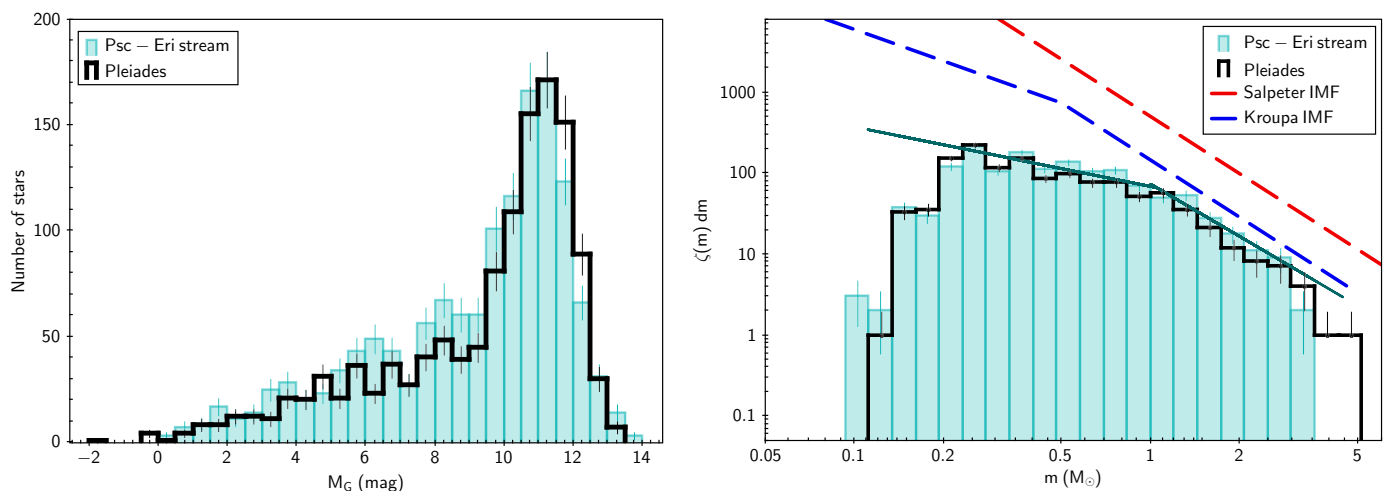 200
150
100
50
0
Number of stars
Psc − Eri stream
Pleiades
−2
0
2
4
6
8
10
12
14
M_G (mag)
1000
100
10
1
0.1
ζ(m) dm
Psc − Eri stream
Pleiades
Salpeter IMF
Kroupa IMF
0.05
0.1
0.2
0.5
1
2
5
m (M_☉)